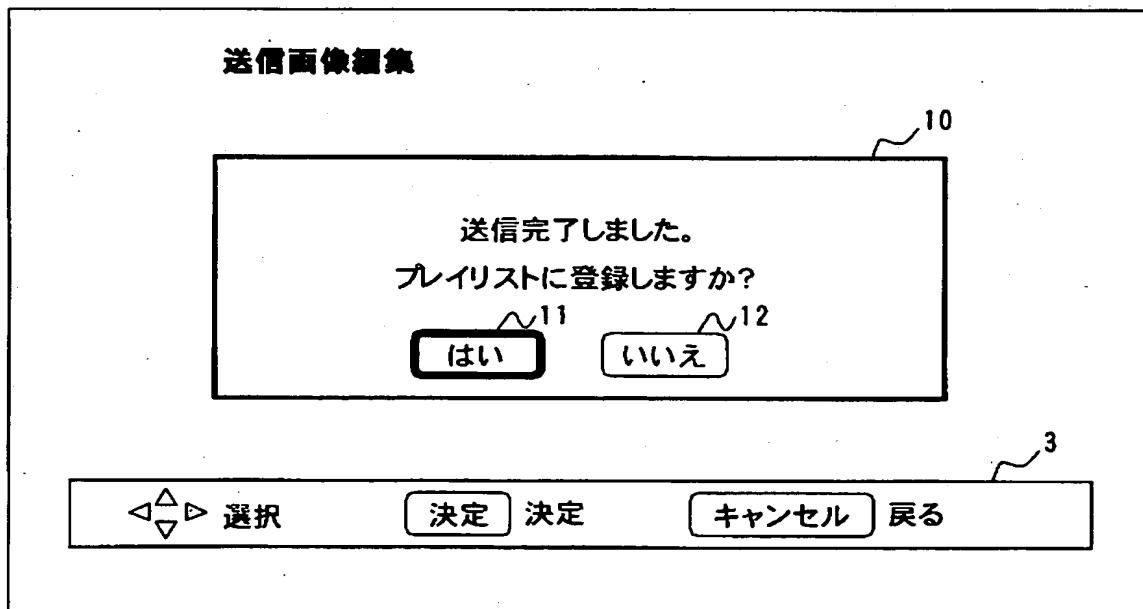 送信画像編集
10
送信完了しました。
プレイリストに登録しますか?
11 12
はい いいえ
3
選択 決定 決定 キャンセル 戻る